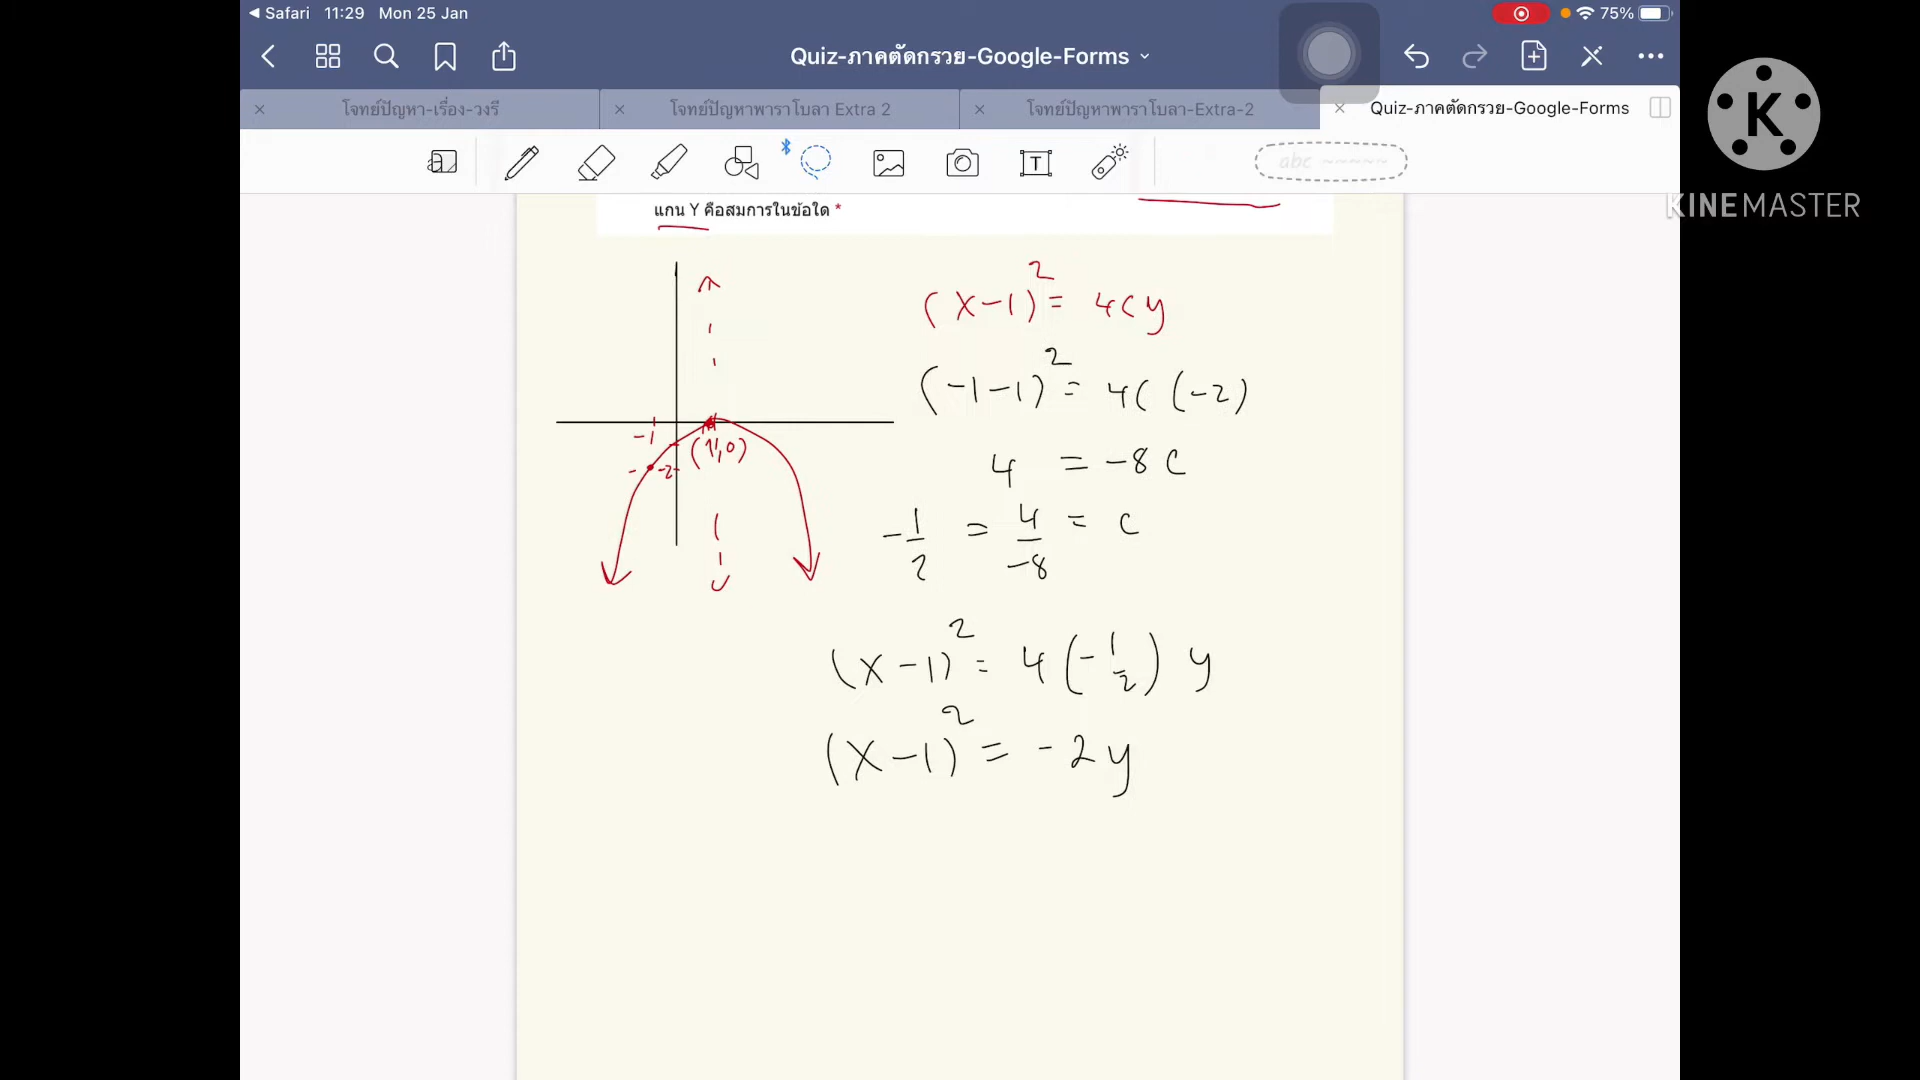 Safari 11:29 Mon 25 Jan
75%
Quiz-ภาคตัดกรวย-Google-Forms
โจทย์ปัญหา-เรื่อง-วงรี
โจทย์ปัญหาพาราโบลา Extra 2
โจทย์ปัญหาพาราโบลา-Extra-2
Quiz-ภาคตัดกรวย-Google-Forms
K
KINEMASTER
T
abc
แกน Y คือสมการในข้อใด *
(x-1)² = 4cy
(-1-1)² = 4c(-2)
4 = -8c
-1/2 = 4/-8 = c
(x-1)² = 4(-1/2) y
(x-1)² = -2y
-1
(1,0)
-2